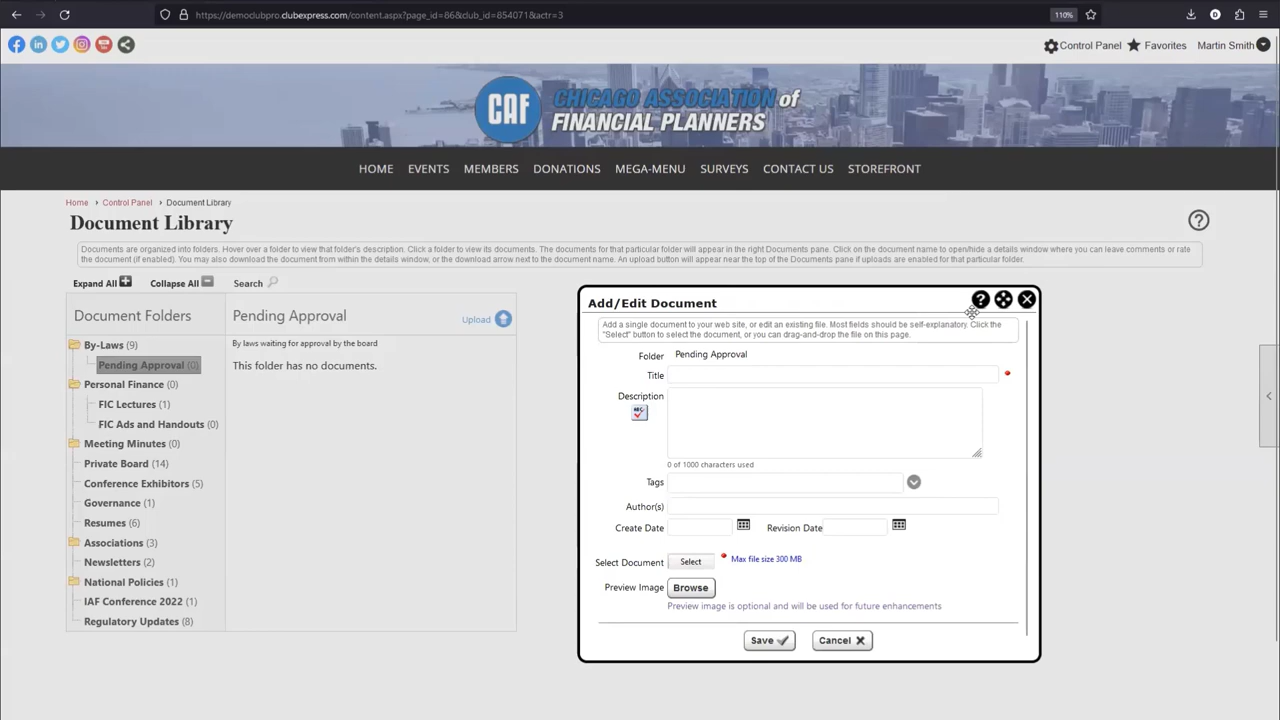 https://democlubpro.clubexpress.com/content.aspx?page_id=86&club_id=854071&actr=3
110%
Control Panel
Favorites
Martin Smith
CAF
CHICAGO ASSOCIATION of
FINANCIAL PLANNERS
HOME EVENTS MEMBERS DONATIONS MEGA-MENU SURVEYS CONTACT US STOREFRONT
Home › Control Panel › Document Library
Document Library
Documents are organized into folders. Hover over a folder to view that folder's description. Click a folder to view its documents. The documents for that particular folder will appear in the right Documents pane. Click on the document name to open/hide a details window where you can leave comments or rate
the document (if enabled). You may also download the document from within the details window, or the download arrow next to the document name. An upload button will appear near the top of the Documents pane if uploads are enabled for that particular folder.
Expand All
Collapse All
Search
Document Folders
By-Laws (9)
Pending Approval (0)
Personal Finance (0)
FIC Lectures (1)
FIC Ads and Handouts (0)
Meeting Minutes (0)
Private Board (14)
Conference Exhibitors (5)
Governance (1)
Resumes (6)
Associations (3)
Newsletters (2)
National Policies (1)
IAF Conference 2022 (1)
Regulatory Updates (8)
Pending Approval
Upload
By laws waiting for approval by the board
This folder has no documents.
Add/Edit Document
Add a single document to your web site, or edit an existing file. Most fields should be self-explanatory. Click the
"Select" button to select the document, or you can drag-and-drop the file on this page.
Folder Pending Approval
Title
Description
ABC
0 of 1000 characters used
Tags
Author(s)
Create Date
Revision Date
Select Document Select Max file size 300 MB
Preview Image Browse
Preview image is optional and will be used for future enhancements
Save
Cancel